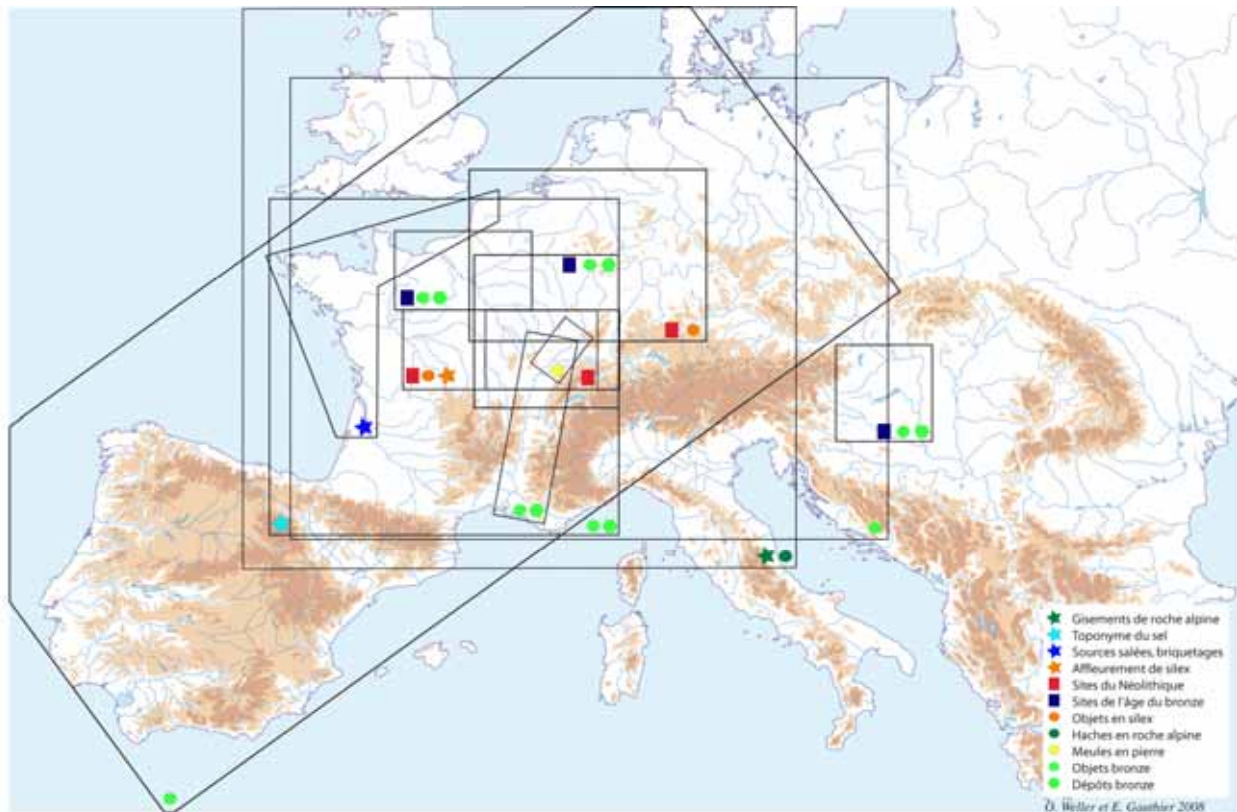 Gisements de roche alpine
Toponyme du sel
Sources salées, briquetages
Affleurement de silex
Sites du Néolithique
Sites de l'âge du bronze
Objets en silex
Haches en roche alpine
Meules en pierre
Objets bronze
Dépôts bronze
O. Weller et E. Gauthier 2008